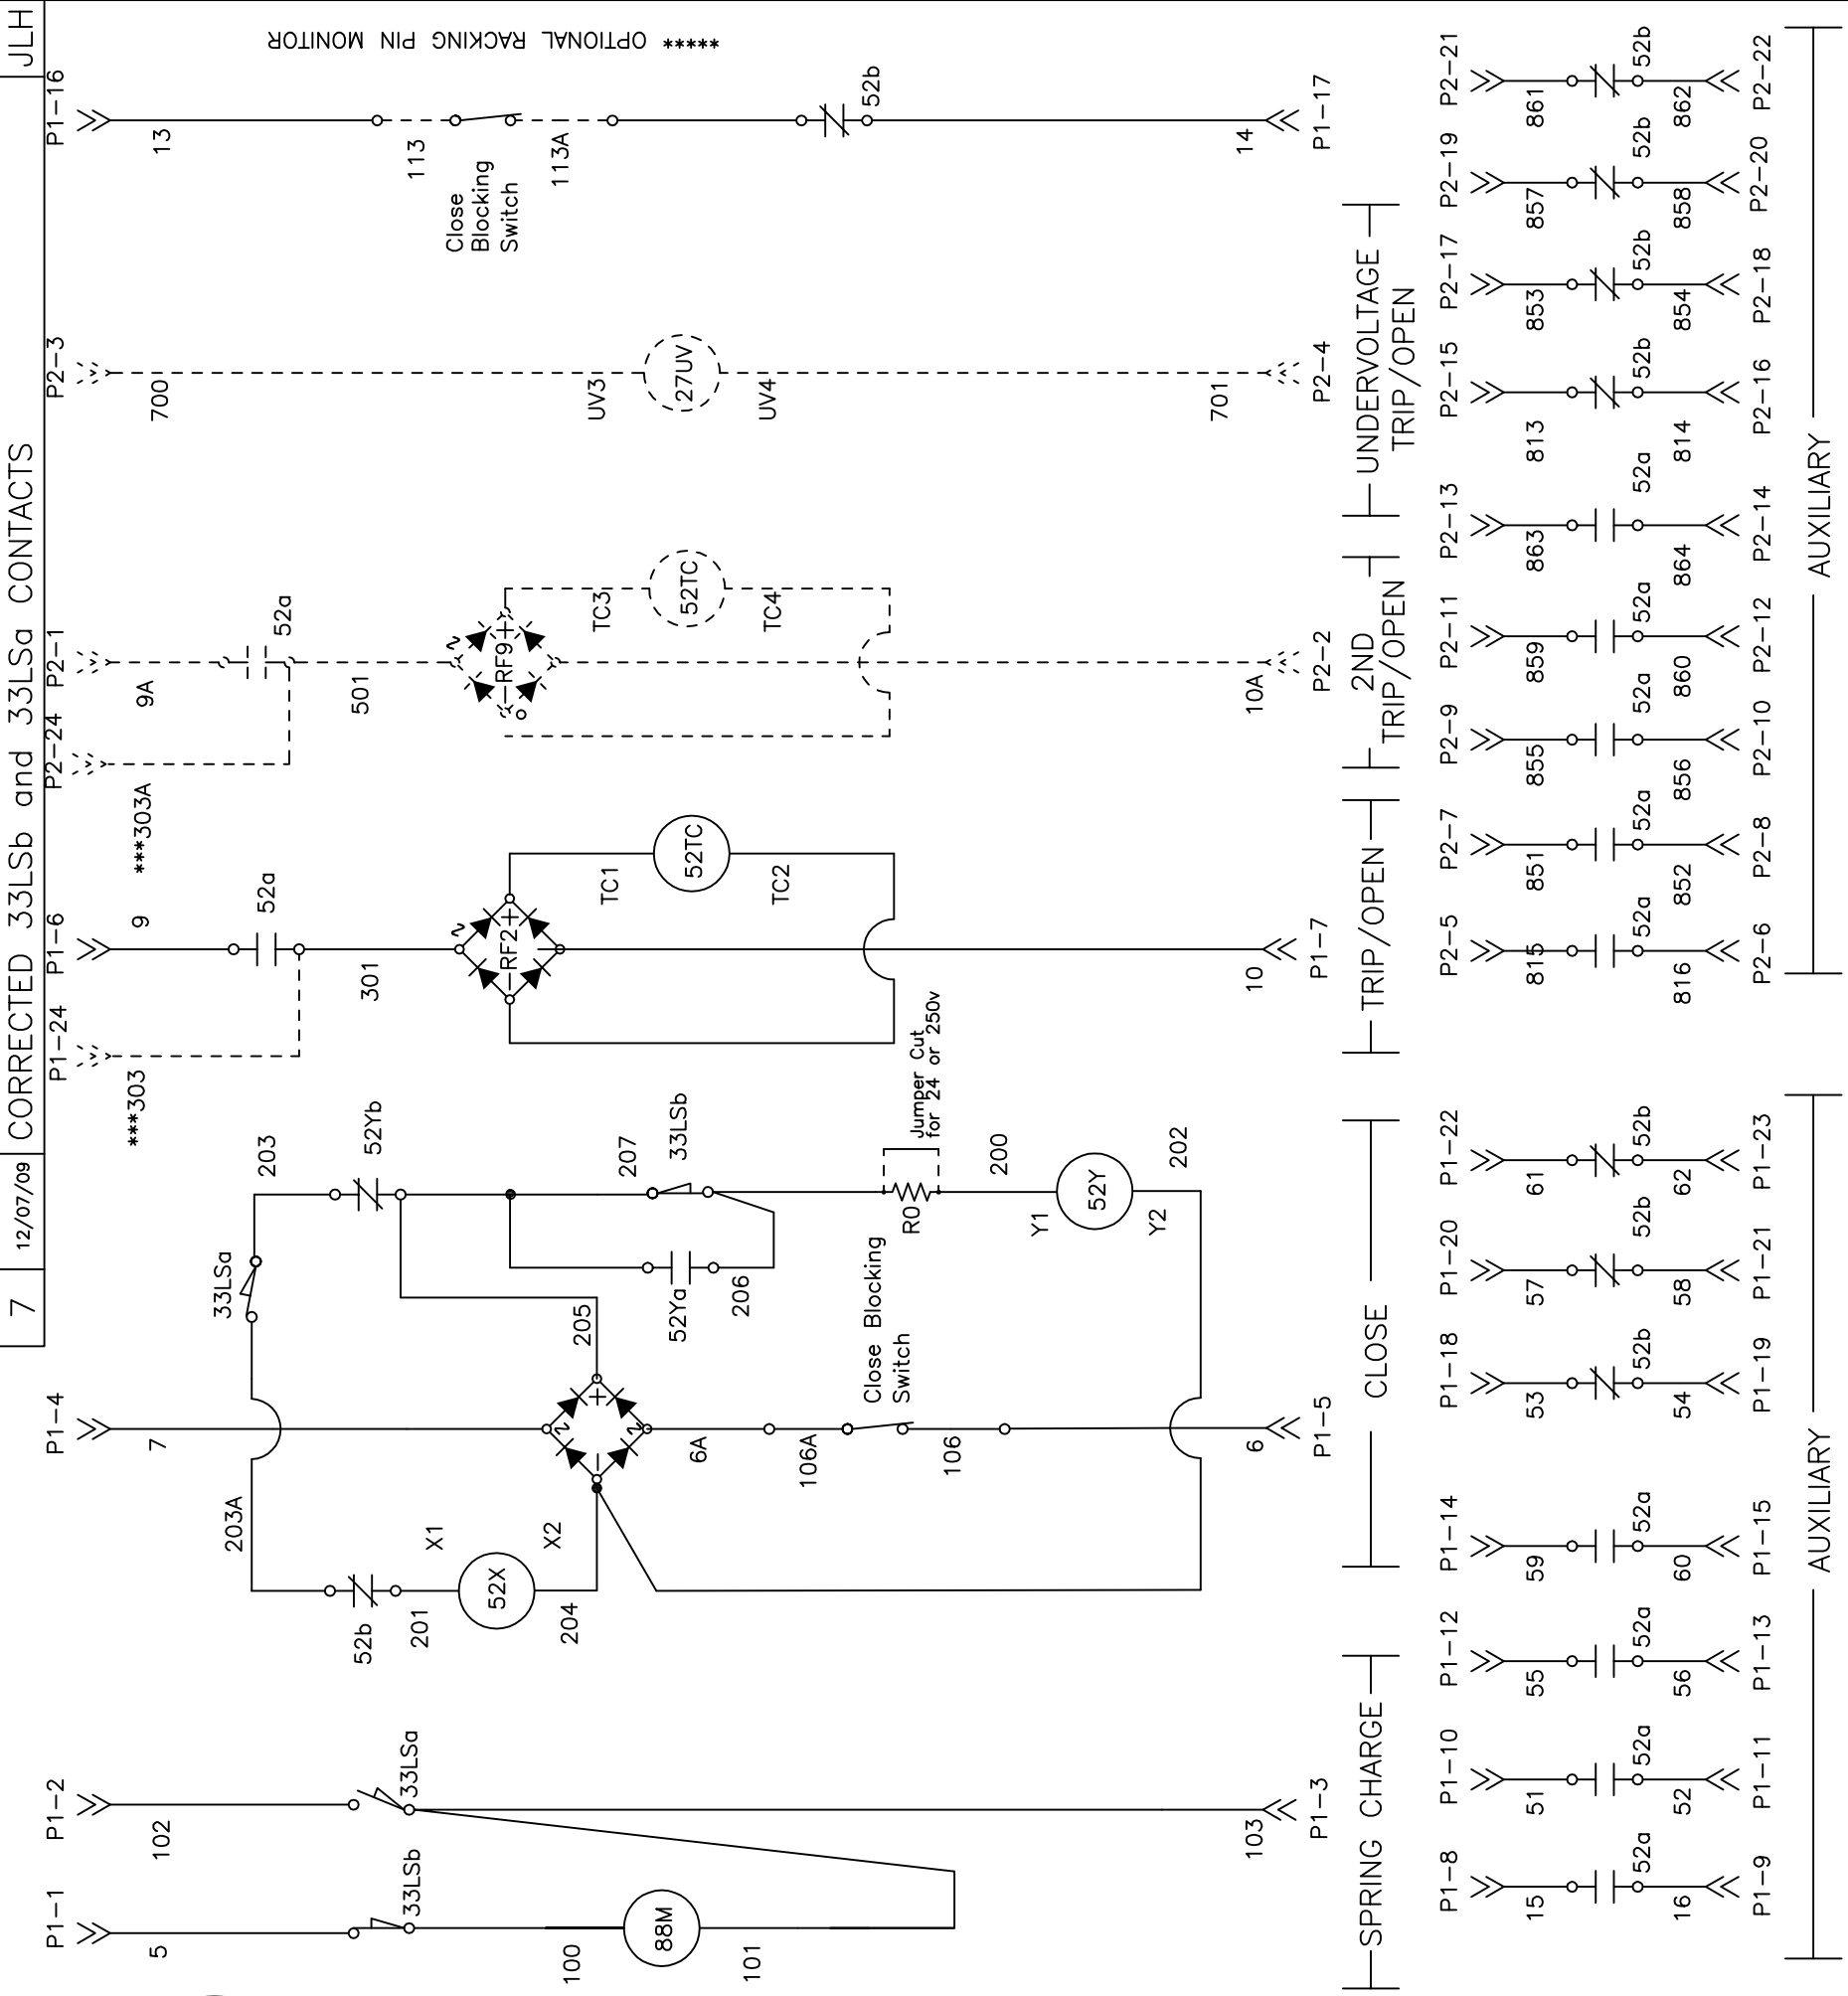 7 12/07/09 CORRECTED 33LSb and 33LSa CONTACTS JLH
P1-1 P1-2 P1-4 P1-24 P1-6 P2-24 P2-1 P2-3 P1-16
5 102 7 ***303 9 ***303A 9A 700 13
203A 33LSa 203
52a 52a
52b 52Yb
301 501
33LSb 33LSa
201 X1
113
Close
Blocking
Switch
52X
RF2 + −
RF9 + −
X2
204 205
113A
100
TC1 TC3 UV3
207
33LSb
88M
52Ya
52TC 52TC 27UV
6A
206
101
TC2 TC4 UV4
106A
Close Blocking
Switch
52b
RO
Jumper Cut
for 24 or 250v
106
200
Y1
52Y
Y2
202
103 6 10 10A 701 14
P1-3 P1-5 P1-7 P2-2 P2-4 P1-17
***** OPTIONAL RACKING PIN MONITOR
SPRING CHARGE
CLOSE
TRIP/OPEN
2ND
TRIP/OPEN
UNDERVOLTAGE
TRIP/OPEN
P1-8 P1-10 P1-12 P1-14 P1-18 P1-20 P1-22 P2-5 P2-7 P2-9 P2-11 P2-13 P2-15 P2-17 P2-19 P2-21
15 51 55 59 53 57 61 815 851 855 859 863 813 853 857 861
52a 52a 52a 52a 52b 52b 52b 52a 52a 52a 52a 52a 52b 52b 52b 52b
16 52 56 60 54 58 62 816 852 856 860 864 814 854 858 862
P1-9 P1-11 P1-13 P1-15 P1-19 P1-21 P1-23 P2-6 P2-8 P2-10 P2-12 P2-14 P2-16 P2-18 P2-20 P2-22
AUXILIARY AUXILIARY